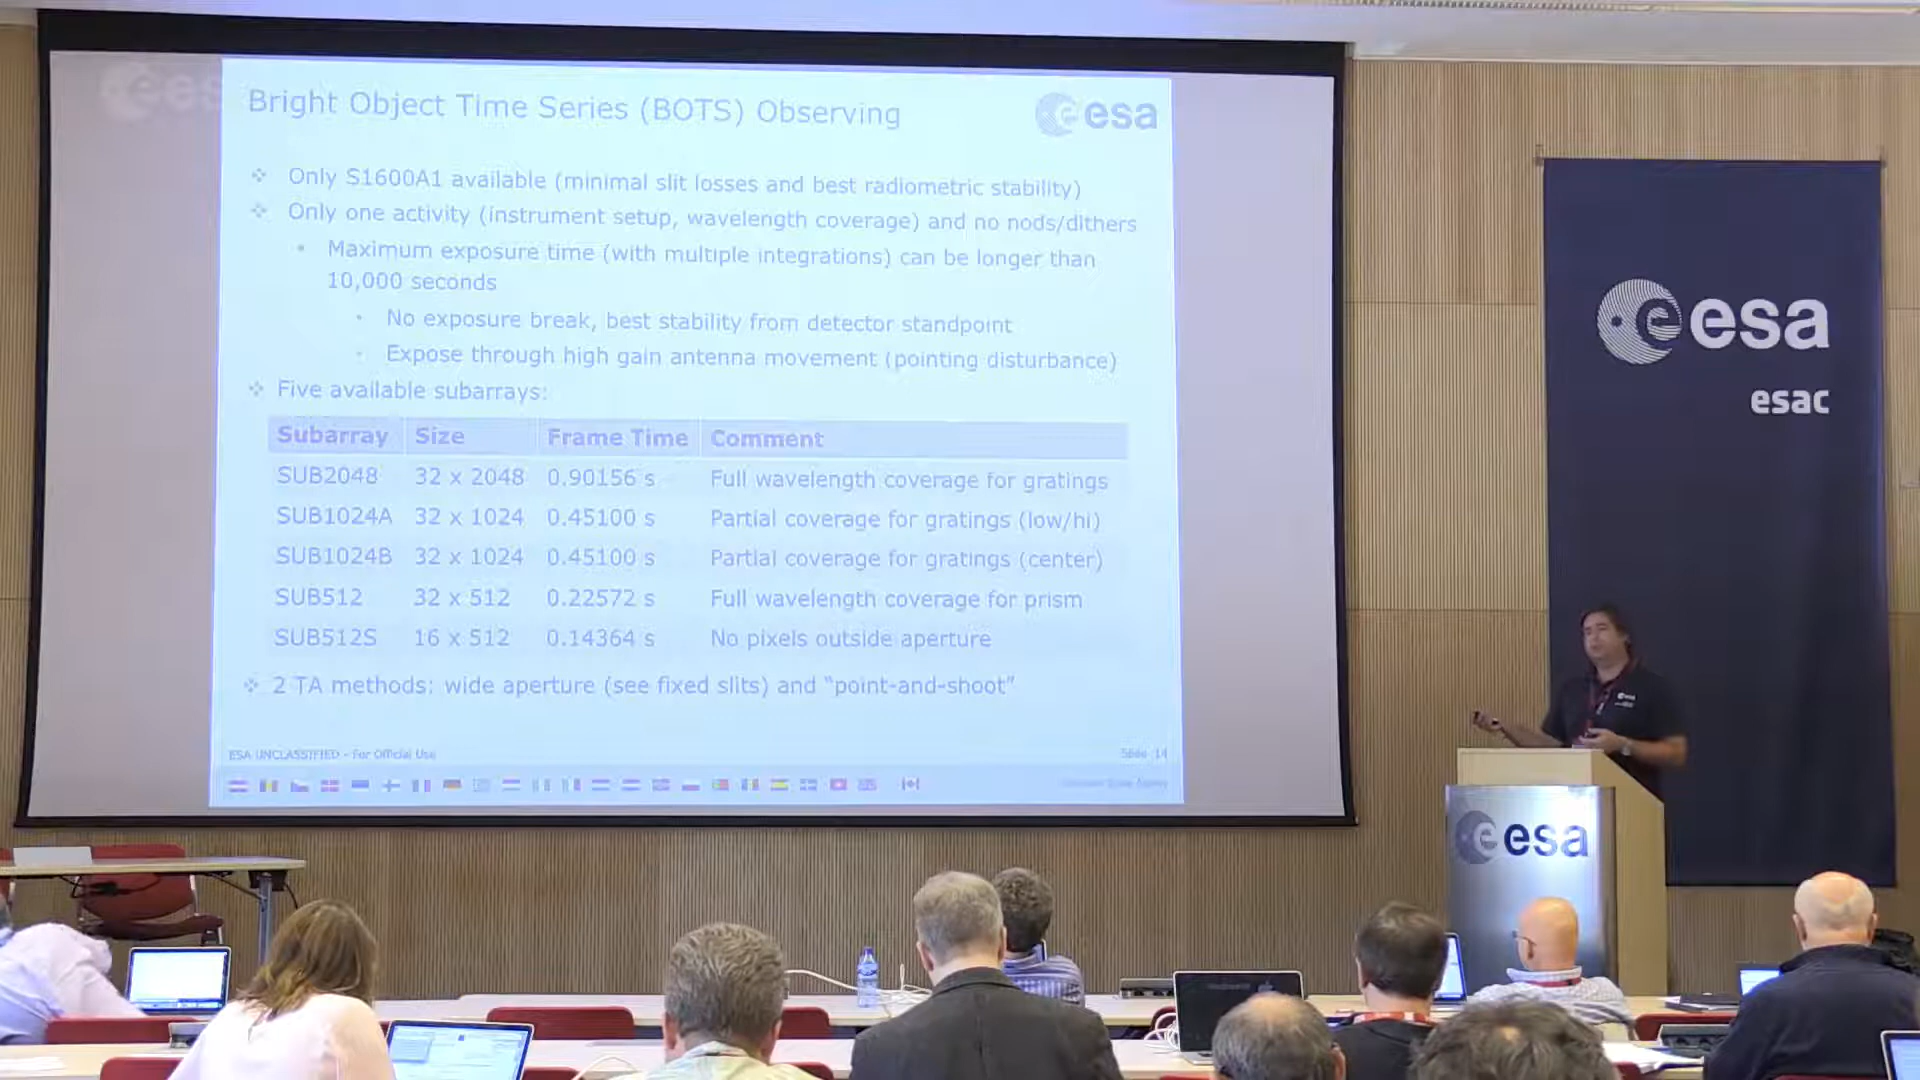 Bright Object Time Series (BOTS) Observing
esa
Only S1600A1 available (minimal slit losses and best radiometric stability)
Only one activity (instrument setup, wavelength coverage) and no nods/dithers
Maximum exposure time (with multiple integrations) can be longer than
10,000 seconds
No exposure break, best stability from detector standpoint
Expose through high gain antenna movement (pointing disturbance)
Five available subarrays:
Subarray Size Frame Time Comment
SUB2048 32 x 2048 0.90156 s Full wavelength coverage for gratings
SUB1024A 32 x 1024 0.45100 s Partial coverage for gratings (low/hi)
SUB1024B 32 x 1024 0.45100 s Partial coverage for gratings (center)
SUB512 32 x 512 0.22572 s Full wavelength coverage for prism
SUB512S 16 x 512 0.14364 s No pixels outside aperture
2 TA methods: wide aperture (see fixed slits) and “point-and-shoot”
ESA UNCLASSIFIED - For Official Use
Slide 14
esa
esac
esa